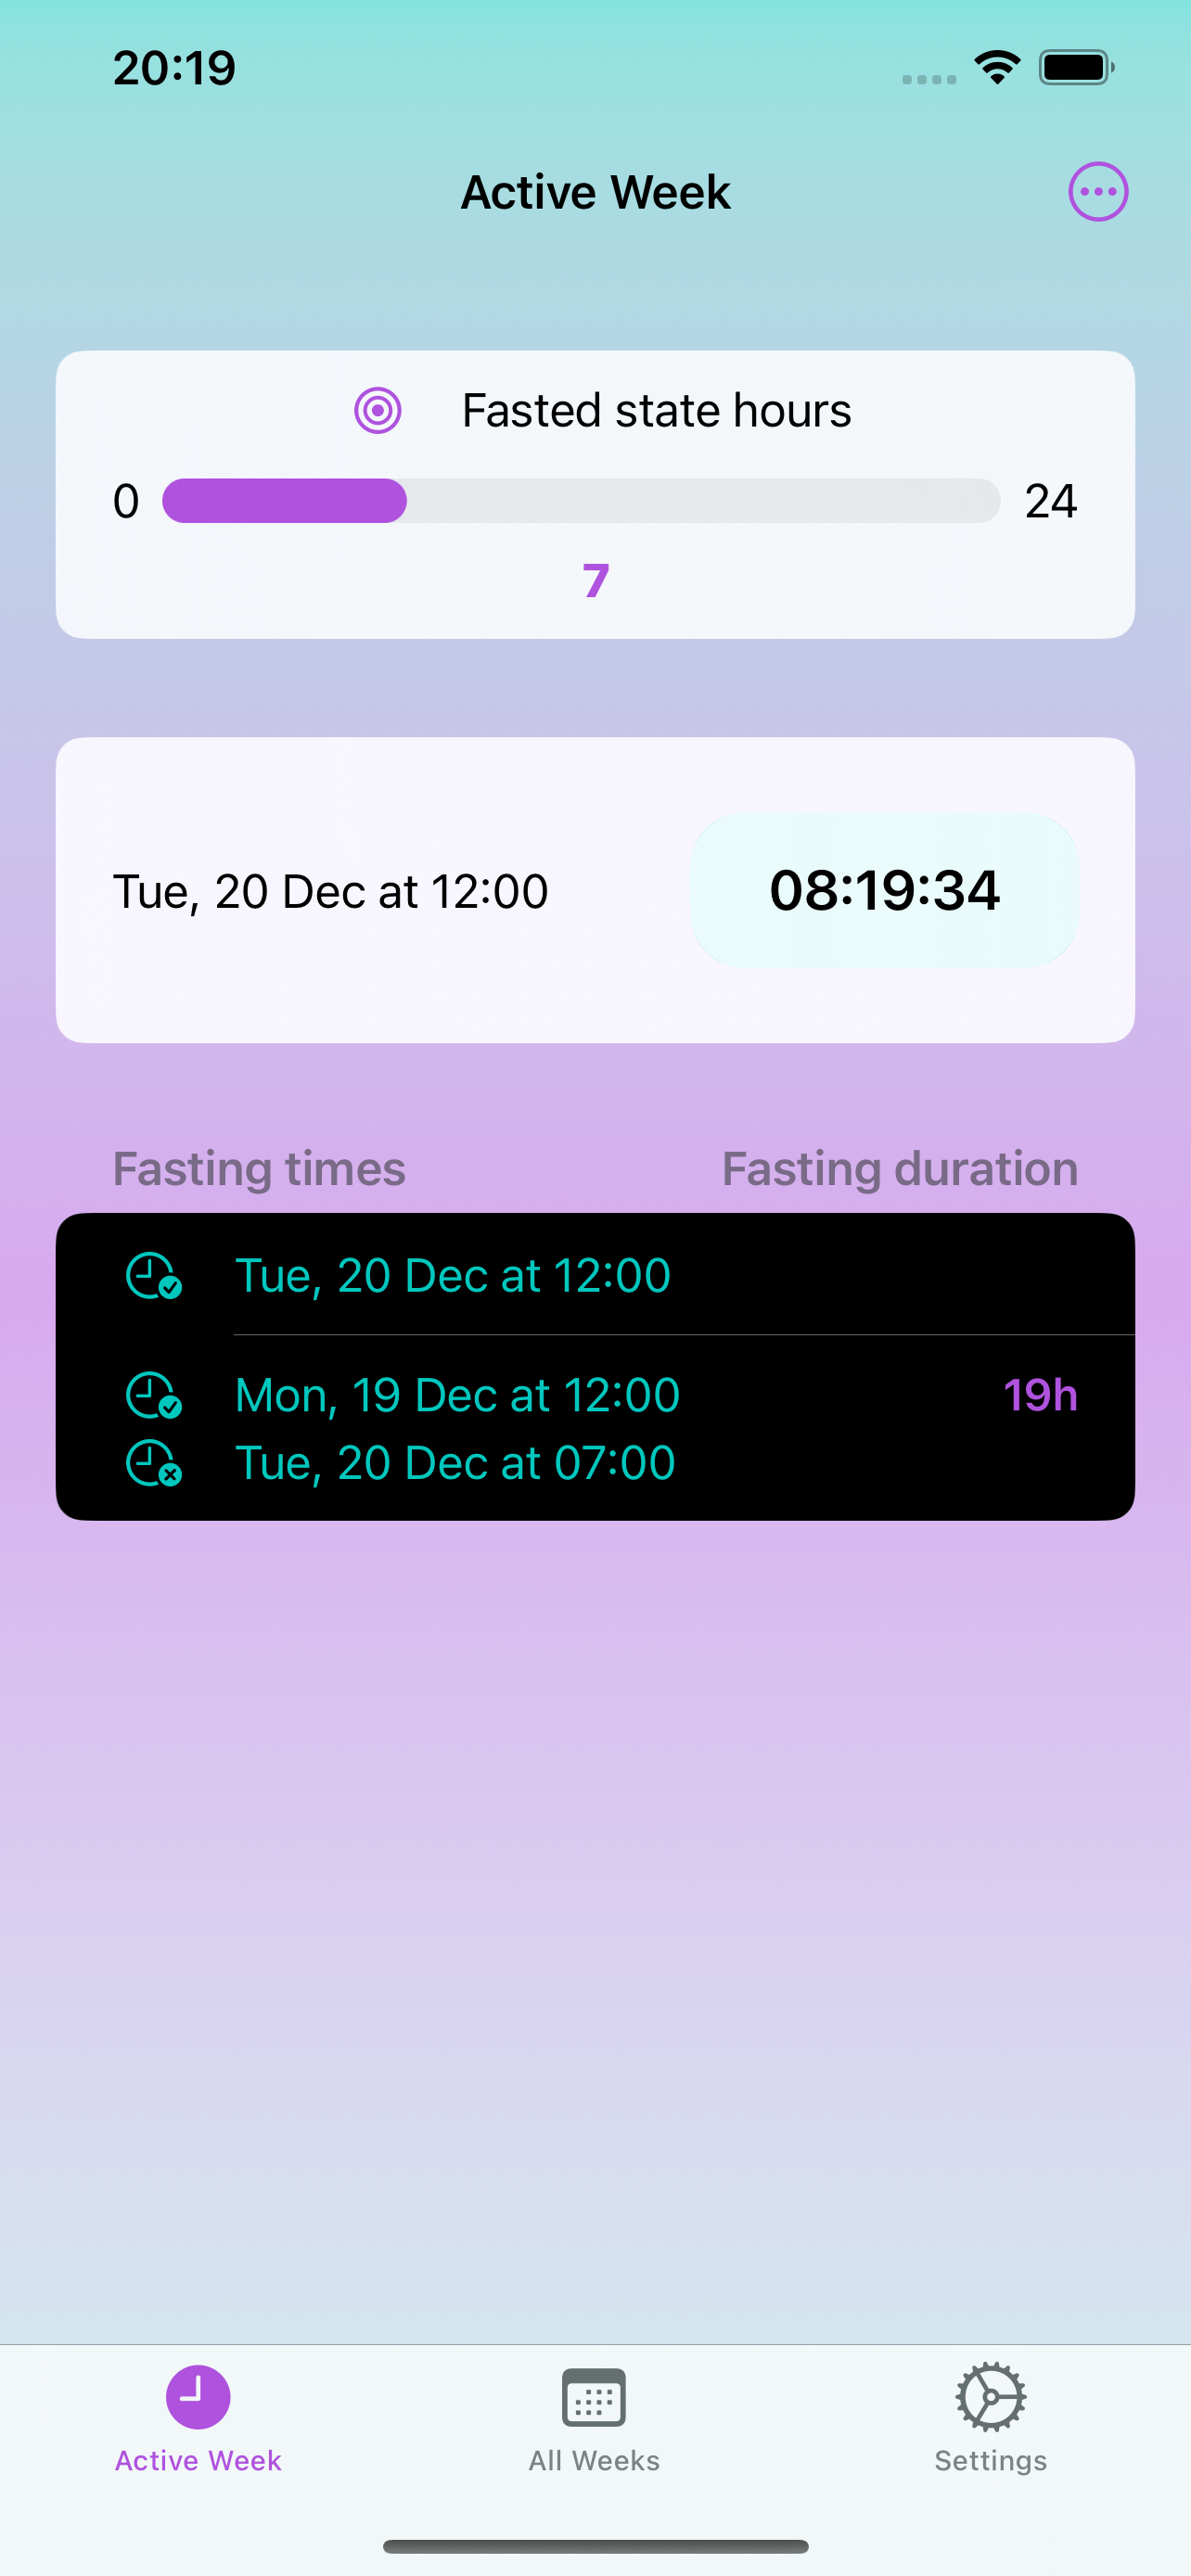 20:19
Active Week
Fasted state hours
0 24
7
Tue, 20 Dec at 12:00 08:19:34
Fasting times Fasting duration
Tue, 20 Dec at 12:00
Mon, 19 Dec at 12:00 19h
Tue, 20 Dec at 07:00
Active Week All Weeks Settings